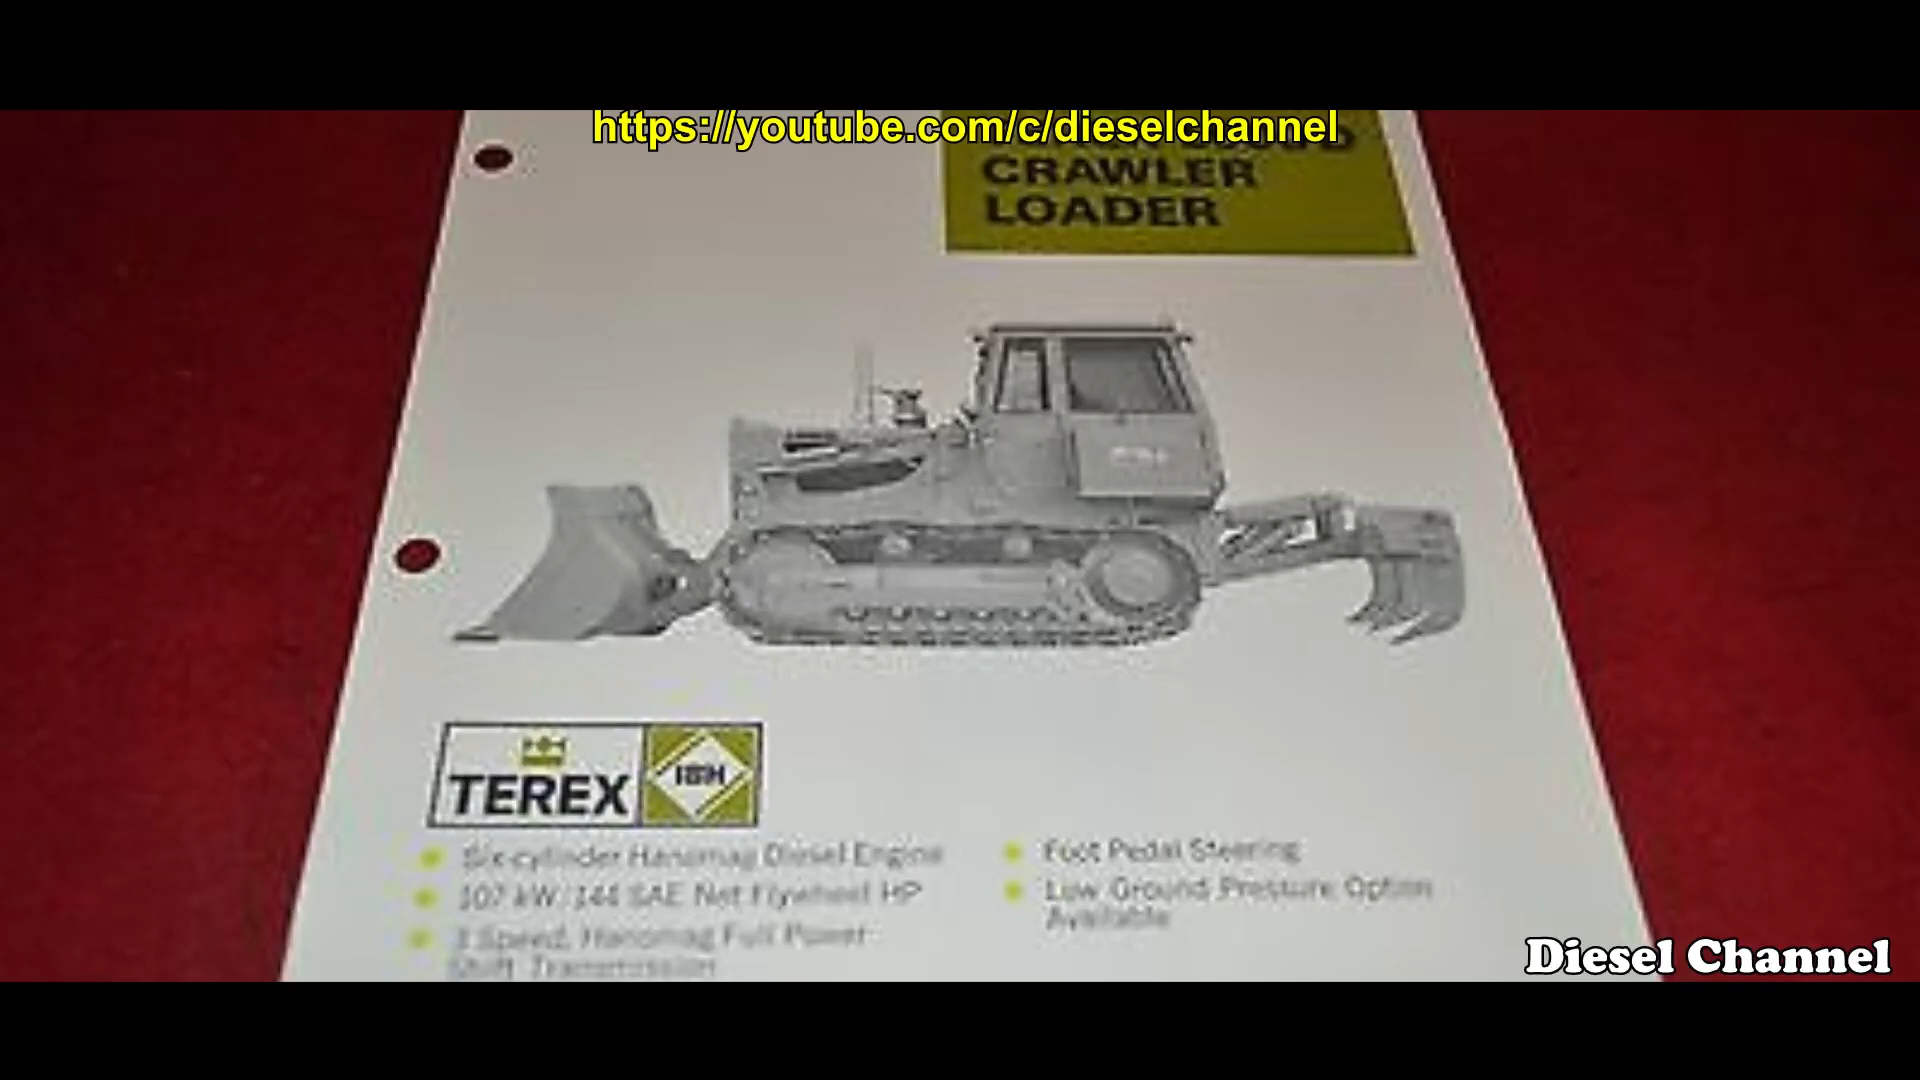 https://youtube.com/c/dieselchannel
CRAWLER
LOADER
TEREX
IBH
Six-cylinder Hanomag Diesel Engine
107 kW/144 SAE Net Flywheel HP
3 Speed, Hanomag Full Power
Shift Transmission
Foot Pedal Steering
Low Ground Pressure Option
Available
Diesel Channel